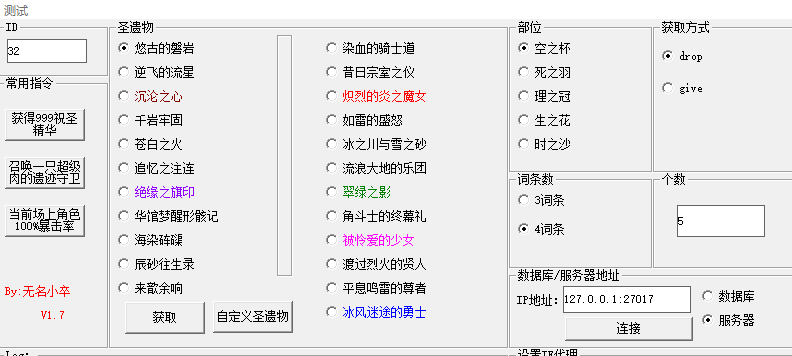 测试
ID
32
常用指令
获得999祝圣
精华
召唤一只超级
肉的遗迹守卫
当前场上角色
100%暴击率
By:无名小卒
V1.7
圣遗物
悠古的磐岩
逆飞的流星
沉沦之心
千岩牢固
苍白之火
追忆之注连
绝缘之旗印
华馆梦醒形骸记
海染砗磲
辰砂往生录
来歆余响
染血的骑士道
昔日宗室之仪
炽烈的炎之魔女
如雷的盛怒
冰之川与雪之砂
流浪大地的乐团
翠绿之影
角斗士的终幕礼
被怜爱的少女
渡过烈火的贤人
平息鸣雷的尊者
冰风迷途的勇士
获取
自定义圣遗物
部位
空之杯
死之羽
理之冠
生之花
时之沙
获取方式
drop
give
词条数
3词条
4词条
个数
5
数据库/服务器地址
IP地址:
127.0.0.1:27017
数据库
服务器
连接
Log:
设置IE代理